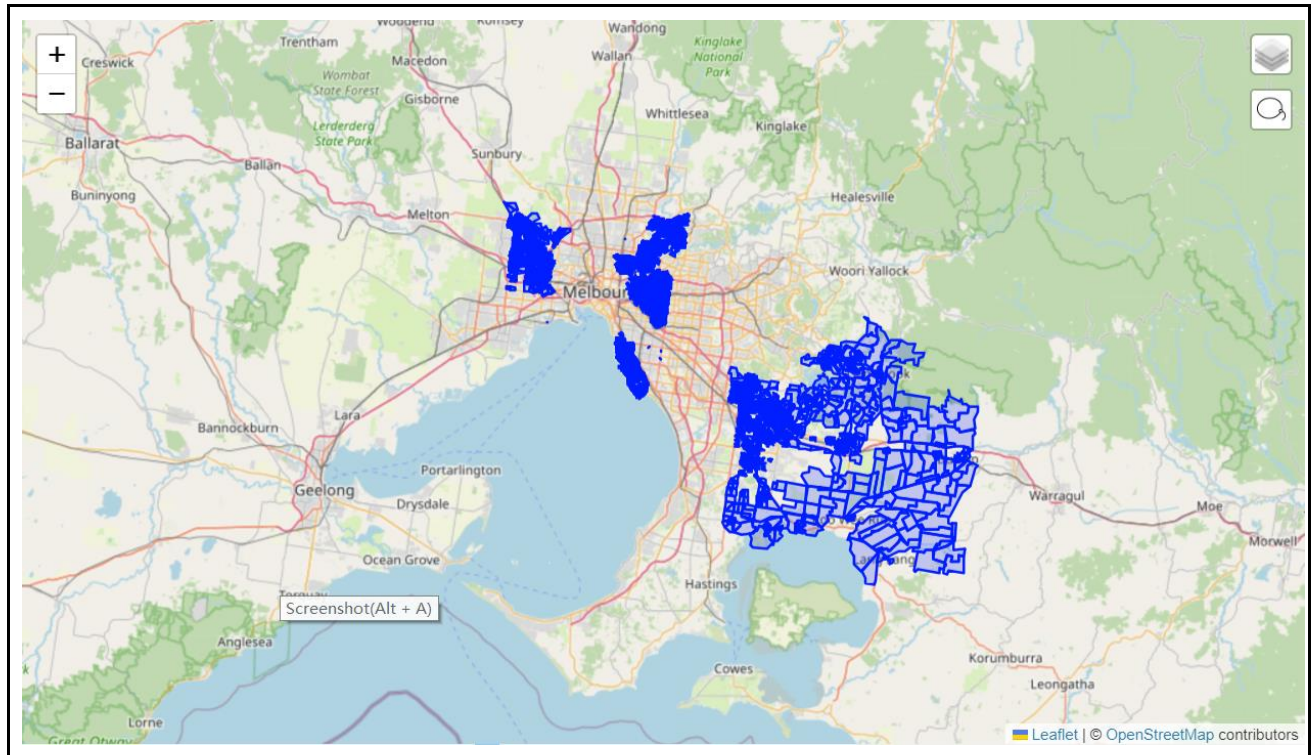 Woodend
Romsey
Wandong
+
Trentham
Macedon
Wallan
Kinglake
National
Park
Creswick
−
Wombat
State Forest
Gisborne
Whittlesea
Kinglake
Lerderderg
State Park
Ballarat
Sunbury
Ballan
Buninyong
Melton
Healesville
Woori Yallock
Melbour
Lara
Bannockburn
Portarlington
Geelong
Drysdale
Warragul
Moe
Morwell
Ocean Grove
Hastings
Torquay
Screenshot(Alt + A)
Anglesea
Korumburra
Cowes
Leongatha
Lorne
Great Otway
Leaflet | © OpenStreetMap contributors